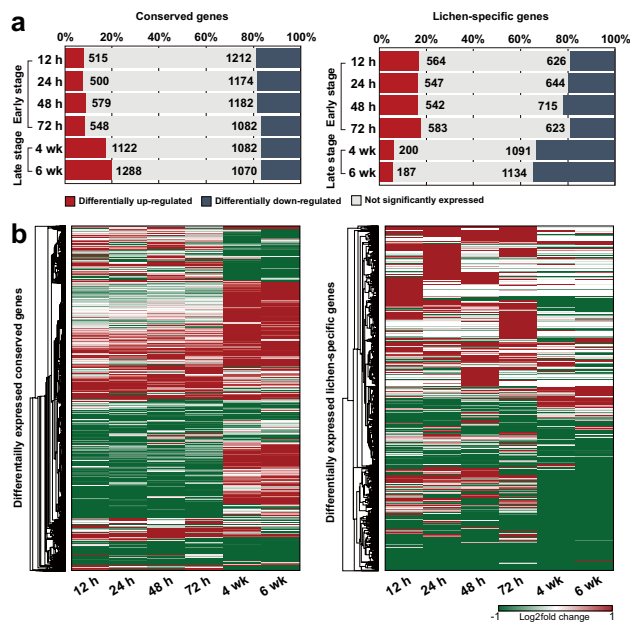 a
Conserved genes
0% 20% 40% 60% 80% 100%
Early stage
12 h 515 1212
24 h 500 1174
48 h 579 1182
72 h 548 1082
Late stage
4 wk 1122 1082
6 wk 1288 1070
Lichen-specific genes
0% 20% 40% 60% 80% 100%
Early stage
12 h 564 626
24 h 547 644
48 h 542 715
72 h 583 623
Late stage
4 wk 200 1091
6 wk 187 1134
Differentially up-regulated Differentially down-regulated Not significantly expressed
b
Differentailly expressed conserved genes
12 h 24 h 48 h 72 h 4 wk 6 wk
Differentially expressed lichen-specific genes
12 h 24 h 48 h 72 h 4 wk 6 wk
-1 Log2fold change 1